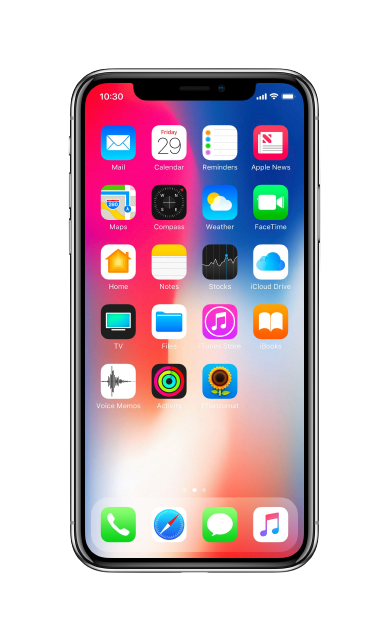 10:30
Friday
29
Mail Calendar Reminders Apple News
280
Maps Compass Weather FaceTime
Home Notes Stocks iCloud Drive
TV Files iTunes Store iBooks
Voice Memos Activity